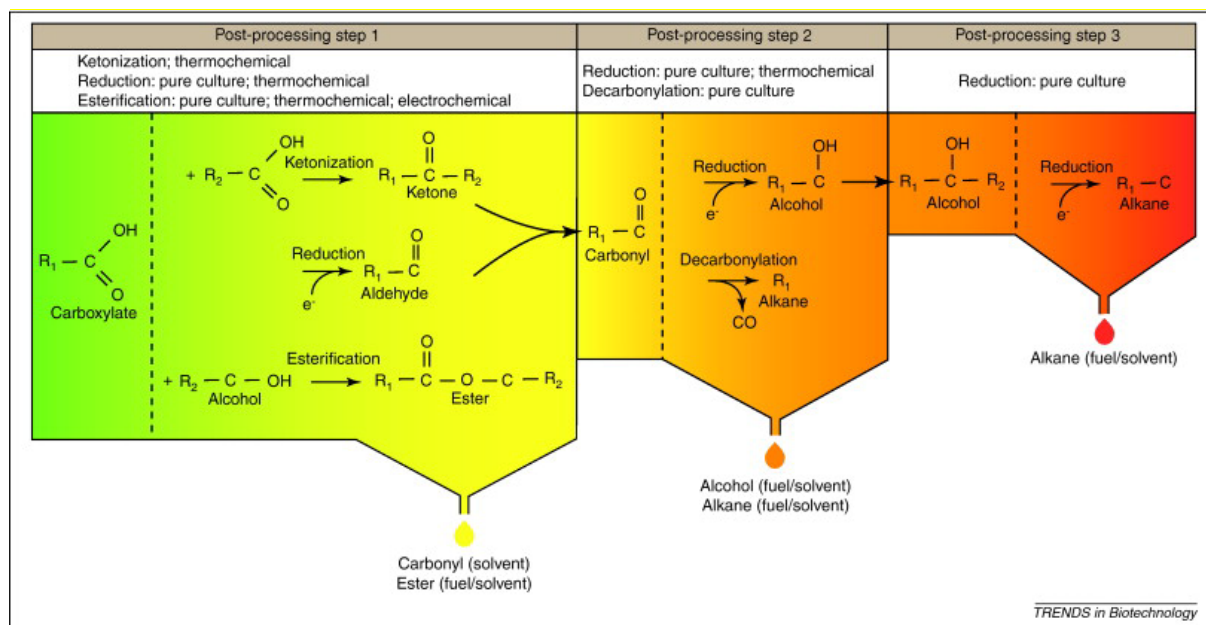 Post-processing step 1
Post-processing step 2
Post-processing step 3
Ketonization; thermochemical
Reduction: pure culture; thermochemical
Esterification: pure culture; thermochemical; electrochemical
Reduction: pure culture; thermochemical
Decarbonylation: pure culture
Reduction: pure culture
R1 – C
OH
O
Carboxylate
+ R2 – C
OH
O
Ketonization
O
R1 – C – R2
Ketone
Reduction
e-
O
R1 – C
Aldehyde
+ R2 – C – OH
Alcohol
Esterification
O
R1 – C – O – C – R2
Ester
O
R1 – C
Carbonyl
Reduction
e-
OH
R1 – C
Alcohol
Decarbonylation
CO
R1
Alkane
OH
R1 – C – R2
Alcohol
Reduction
e-
R1 – C
Alkane
Carbonyl (solvent)
Ester (fuel/solvent)
Alcohol (fuel/solvent)
Alkane (fuel/solvent)
Alkane (fuel/solvent)
TRENDS in Biotechnology